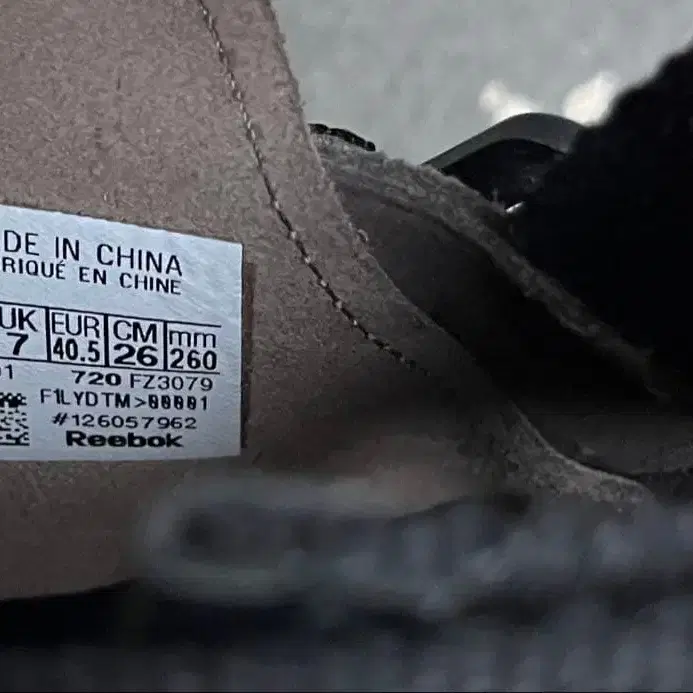 DE IN CHINA
RIQUÉ EN CHINE
UK EUR CM mm
7 40.5 26 260
1 720 FZ3079
F1LYDTM>00001
#126057962
Reebok